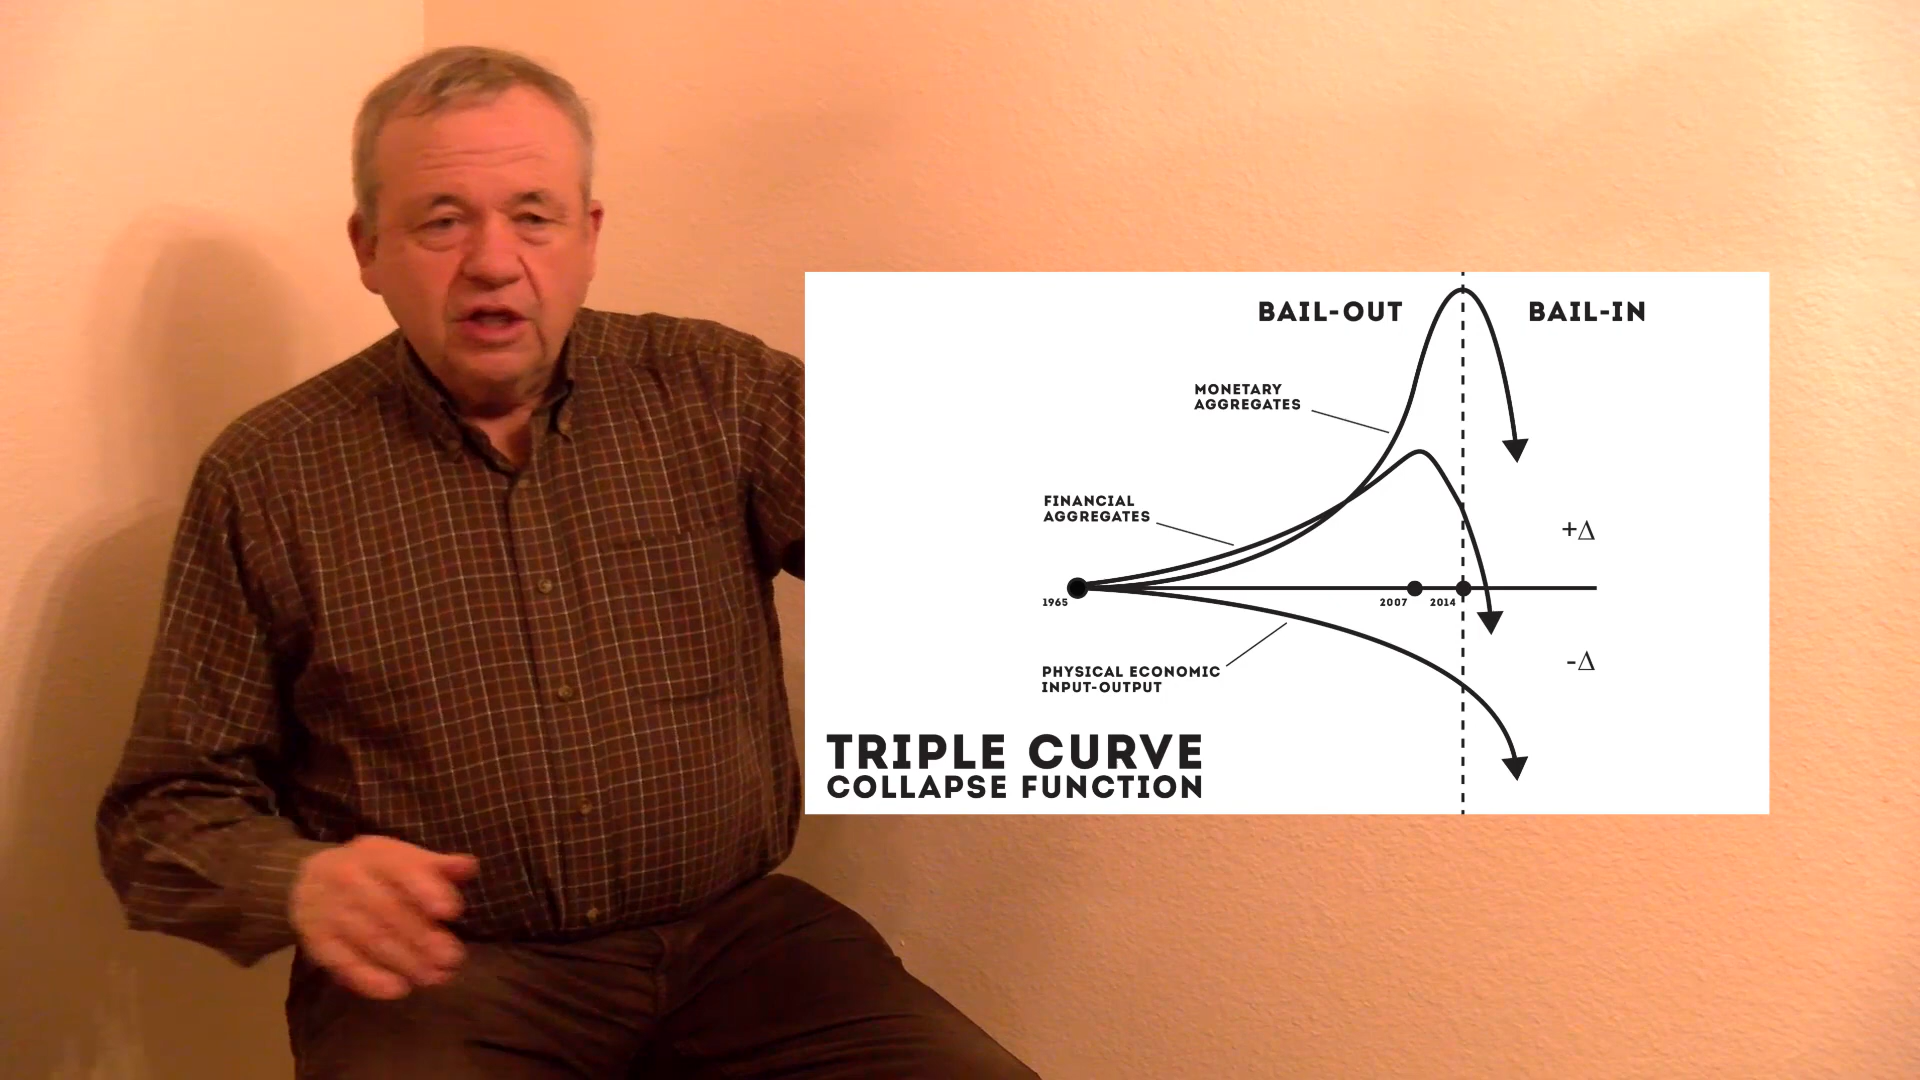 BAIL-OUT
BAIL-IN
MONETARY
AGGREGATES
FINANCIAL
AGGREGATES
+Δ
1965
2007
2014
-Δ
PHYSICAL ECONOMIC
INPUT-OUTPUT
TRIPLE CURVE
COLLAPSE FUNCTION